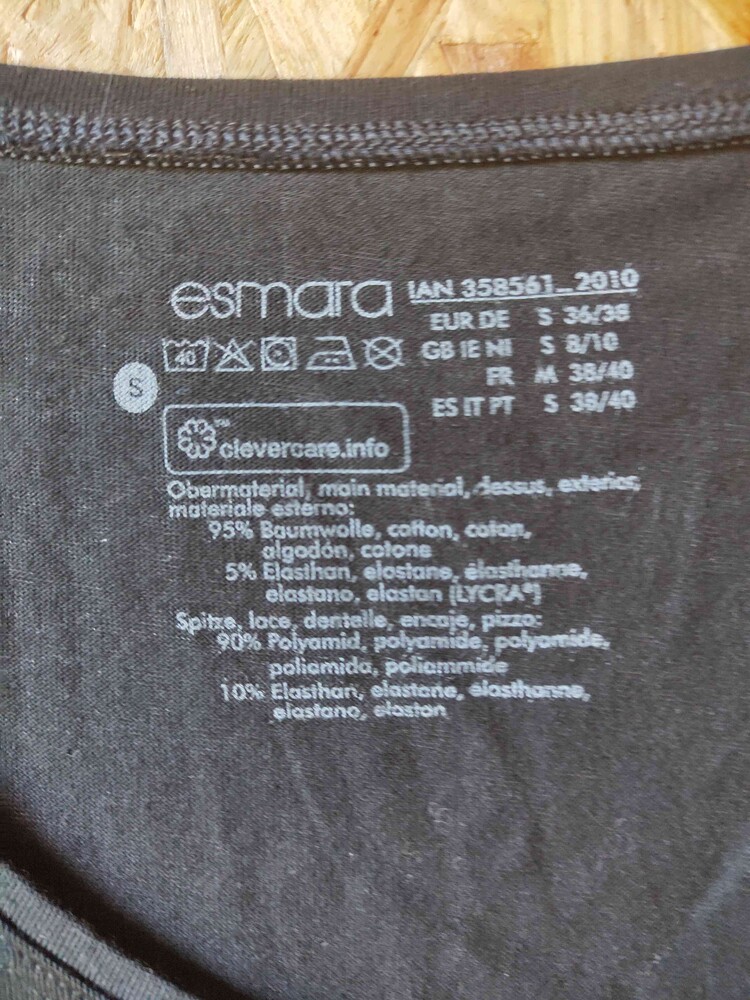 esmara IAN 358561_2010
EUR DE S 36/38
40 GB IE NI S 8/10
S FR M 38/40
ES IT PT S 38/40
clevercare.info
Obermaterial, main material, dessus, exterior,
materiale esterno:
95% Baumwolle, cotton, coton,
algodón, cotone
5% Elasthan, elastane, élasthanne,
elastano, elastan (LYCRA®)
Spitze, lace, dentelle, encaje, pizzo:
90% Polyamid, polyamide, polyamide,
poliamida, poliammide
10% Elasthan, elastane, élasthanne,
elastano, elastan